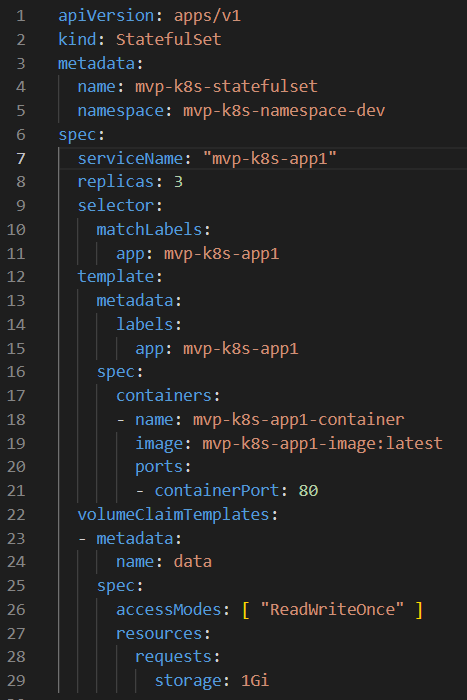 1 apiVersion: apps/v1
2 kind: StatefulSet
3 metadata:
4   name: mvp-k8s-statefulset
5   namespace: mvp-k8s-namespace-dev
6 spec:
7   serviceName: "mvp-k8s-app1"
8   replicas: 3
9   selector:
10     matchLabels:
11       app: mvp-k8s-app1
12   template:
13     metadata:
14       labels:
15         app: mvp-k8s-app1
16     spec:
17       containers:
18       - name: mvp-k8s-app1-container
19         image: mvp-k8s-app1-image:latest
20         ports:
21         - containerPort: 80
22   volumeClaimTemplates:
23   - metadata:
24       name: data
25     spec:
26       accessModes: [ "ReadWriteOnce" ]
27       resources:
28         requests:
29           storage: 1Gi